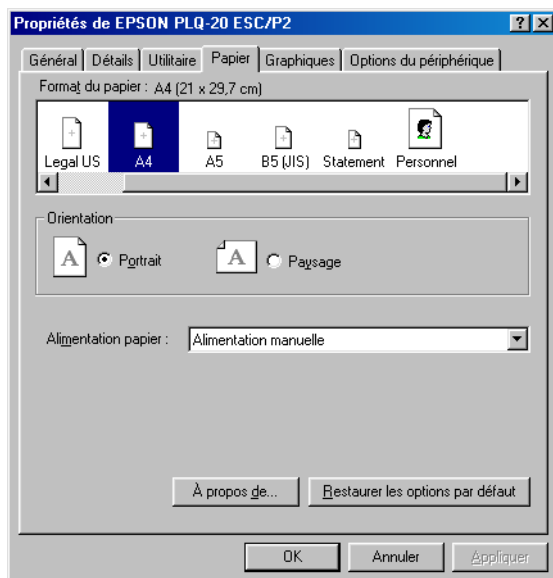 Propriétés de EPSON PLQ-20 ESC/P2
Général Détails Utilitaire Papier Graphiques Options du périphérique
Format du papier : A4 (21 x 29,7 cm)
Legal US A4 A5 B5 (JIS) Statement Personnel
Orientation
A Portrait A Paysage
Alimentation papier : Alimentation manuelle
À propos de... Restaurer les options par défaut
OK Annuler Appliquer